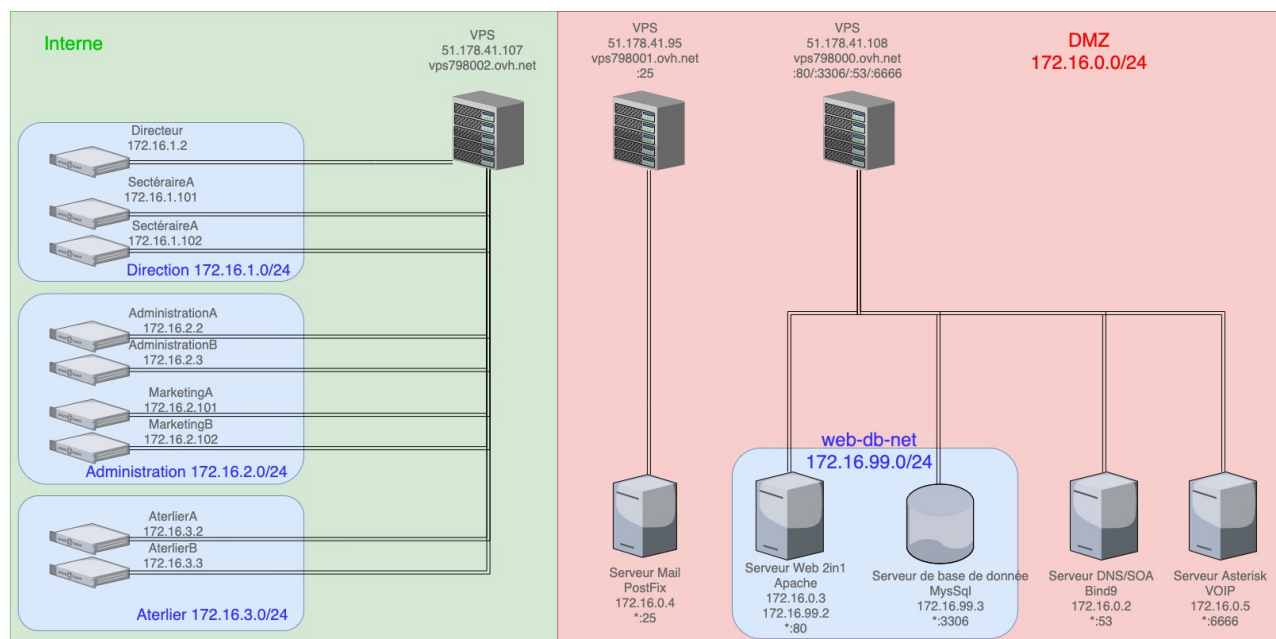 Interne
VPS
51.178.41.107
vps798002.ovh.net
Directeur
172.16.1.2
SectéraireA
172.16.1.101
SectéraireA
172.16.1.102
Direction 172.16.1.0/24
AdministrationA
172.16.2.2
AdministrationB
172.16.2.3
MarketingA
172.16.2.101
MarketingB
172.16.2.102
Administration 172.16.2.0/24
AterlierA
172.16.3.2
AterlierB
172.16.3.3
Aterlier 172.16.3.0/24
VPS
51.178.41.95
vps798001.ovh.net
:25
VPS
51.178.41.108
vps798000.ovh.net
:80/:3306/:53/:6666
DMZ
172.16.0.0/24
web-db-net
172.16.99.0/24
Serveur Mail
PostFix
172.16.0.4
*:25
Serveur Web 2in1
Apache
172.16.0.3
172.16.99.2
*:80
Serveur de base de donnée
MysSql
172.16.99.3
*:3306
Serveur DNS/SOA
Bind9
172.16.0.2
*:53
Serveur Asterisk
VOIP
172.16.0.5
*:6666